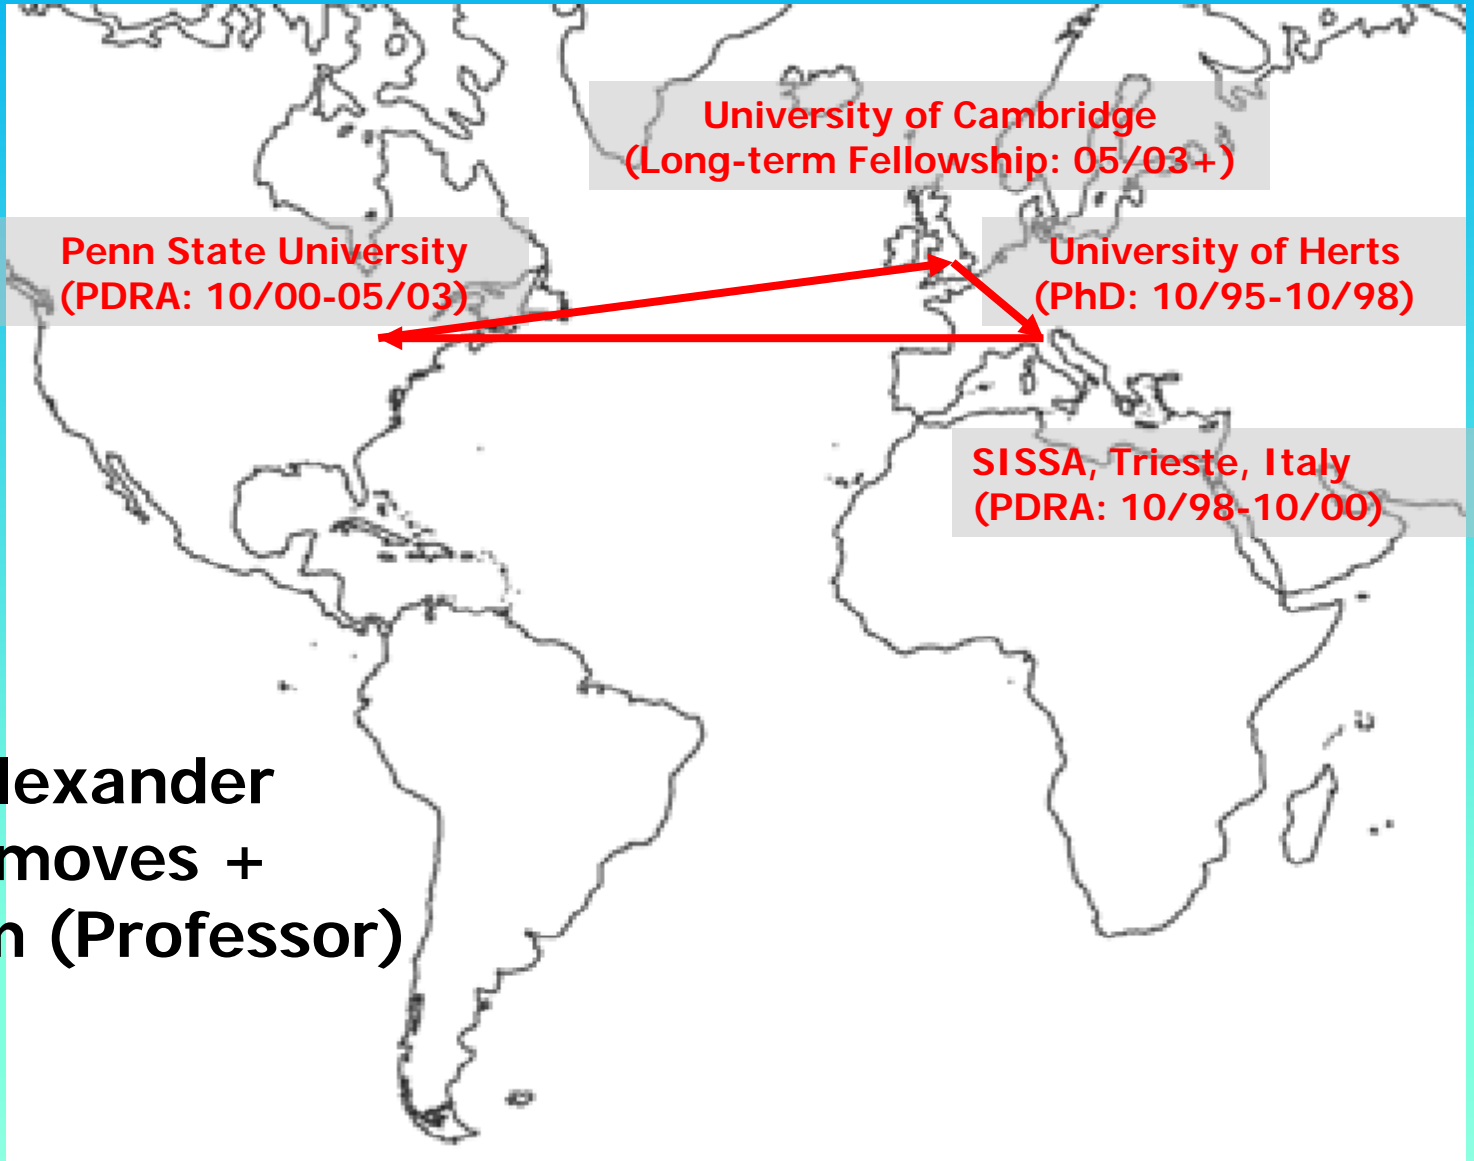 University of Cambridge
(Long-term Fellowship: 05/03+)
Penn State University
(PDRA: 10/00-05/03)
University of Herts
(PhD: 10/95-10/98)
SISSA, Trieste, Italy
(PDRA: 10/98-10/00)
lexander
moves +
(Professor)